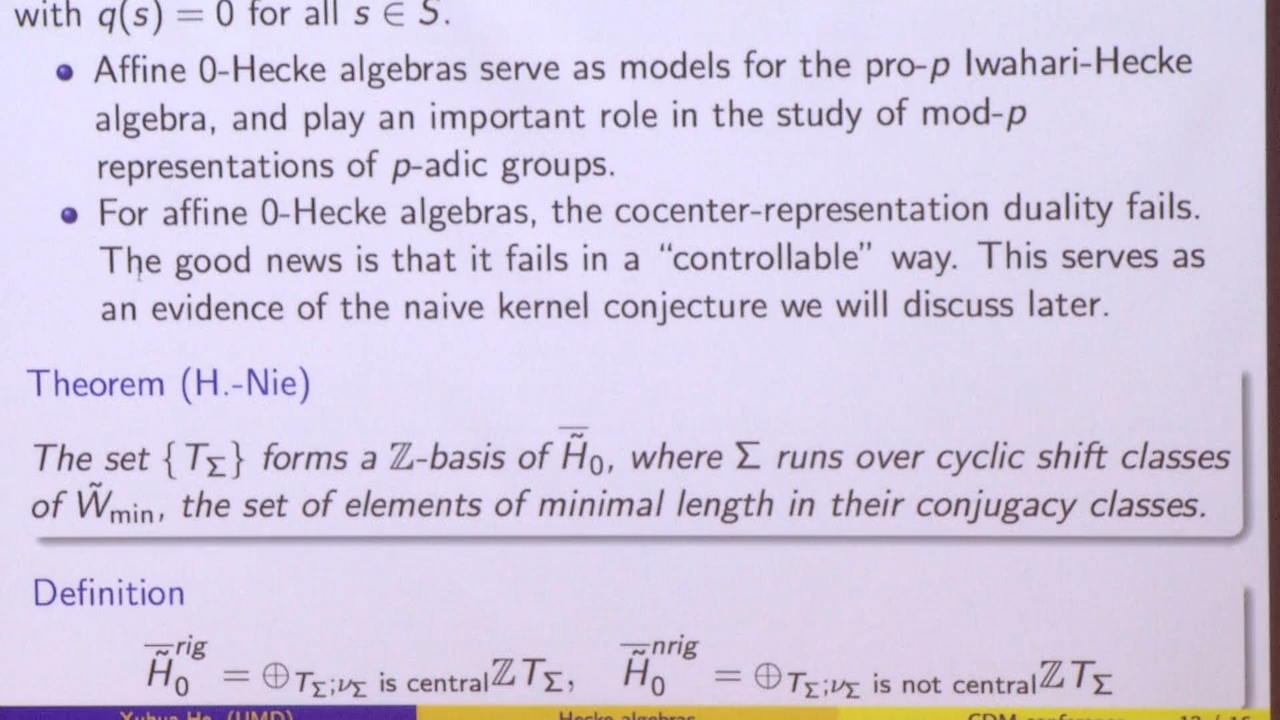 with q(s) = 0 for all s ∈ S.
Affine 0-Hecke algebras serve as models for the pro-p Iwahari-Hecke
algebra, and play an important role in the study of mod-p
representations of p-adic groups.
For affine 0-Hecke algebras, the cocenter-representation duality fails.
The good news is that it fails in a “controllable” way. This serves as
an evidence of the naive kernel conjecture we will discuss later.
Theorem (H.-Nie)
The set {T_Σ} forms a ℤ-basis of \overline{\tilde{H}}_0, where Σ runs over cyclic shift classes
of W̃_min, the set of elements of minimal length in their conjugacy classes.
Definition
\overline{\tilde{H}}_0^{rig} = ⊕_{T_Σ;ν_Σ is central} ℤT_Σ, \overline{\tilde{H}}_0^{nrig} = ⊕_{T_Σ;ν_Σ is not central} ℤT_Σ
(UMD) Hecke algebras CDM conference